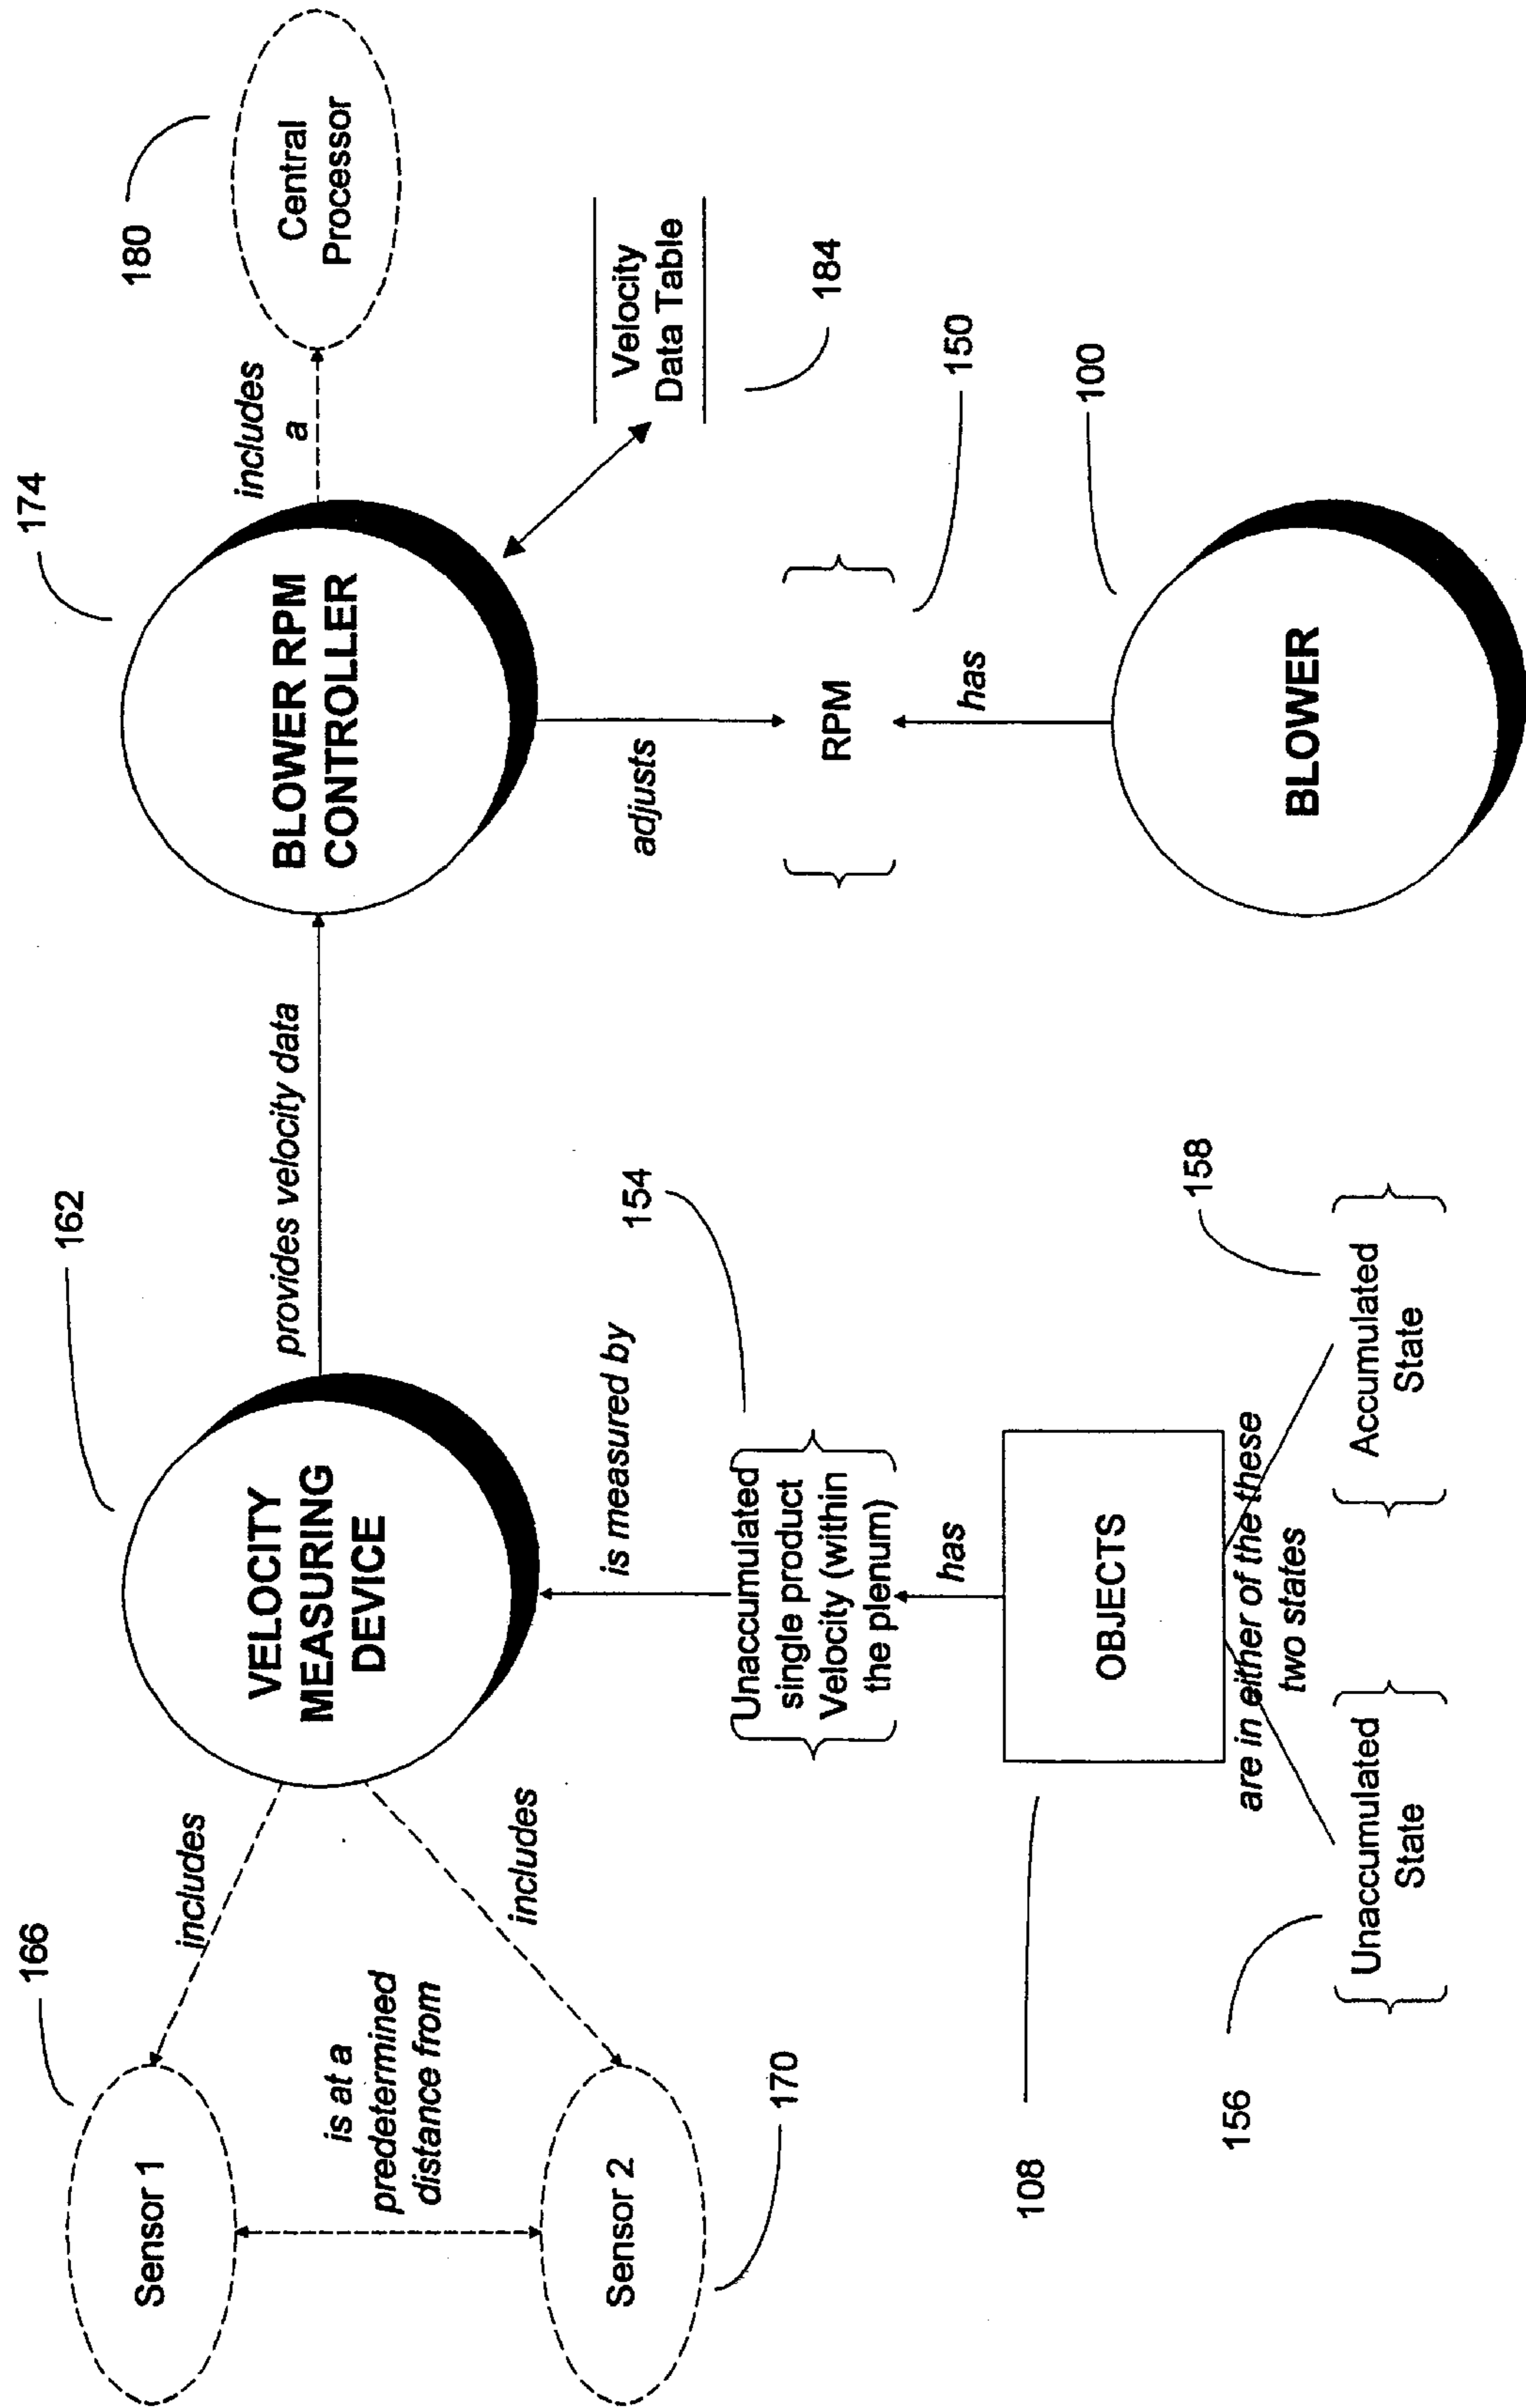 166
Sensor 1
includes
is at a
predetermined
distance from
Sensor 2
170
includes
162
VELOCITY
MEASURING
DEVICE
provides velocity data
174
BLOWER RPM
CONTROLLER
includes
a
180
Central
Processor
Velocity
Data Table
184
is measured by
154
Unaccumulated
single product
Velocity (within
the plenum)
has
adjusts
RPM
150
has
108
OBJECTS
are in either of the these
two states
156
Unaccumulated
State
158
Accumulated
State
100
BLOWER